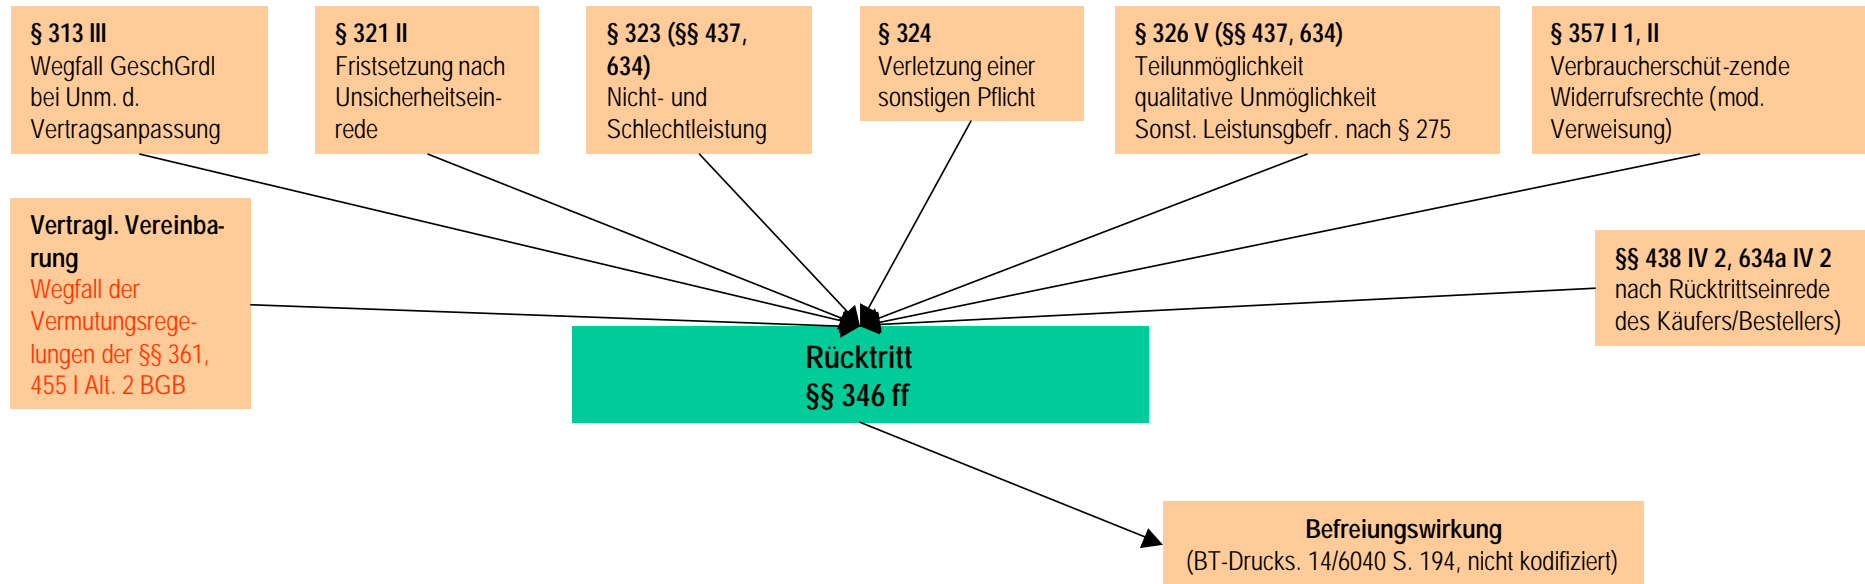 § 313 III
Wegfall GeschGrdl
bei Unm. d.
Vertragsanpassung
§ 321 II
Fristsetzung nach
Unsicherheitsein-
rede
§ 323 (§§ 437,
634)
Nicht- und
Schlechtleistung
§ 324
Verletzung einer
sonstigen Pflicht
§ 326 V (§§ 437, 634)
Teilunmöglichkeit
qualitative Unmöglichkeit
Sonst. Leistunsgbefr. nach § 275
§ 357 I 1, II
Verbraucherschüt-zende
Widerrufsrechte (mod.
Verweisung)
Vertragl. Vereinba-
rung
Wegfall der
Vermutungsrege-
lungen der §§ 361,
455 I Alt. 2 BGB
§§ 438 IV 2, 634a IV 2
nach Rücktrittseinrede
des Käufers/Bestellers)
Rücktritt
§§ 346 ff
Befreiungswirkung
(BT-Drucks. 14/6040 S. 194, nicht kodifiziert)